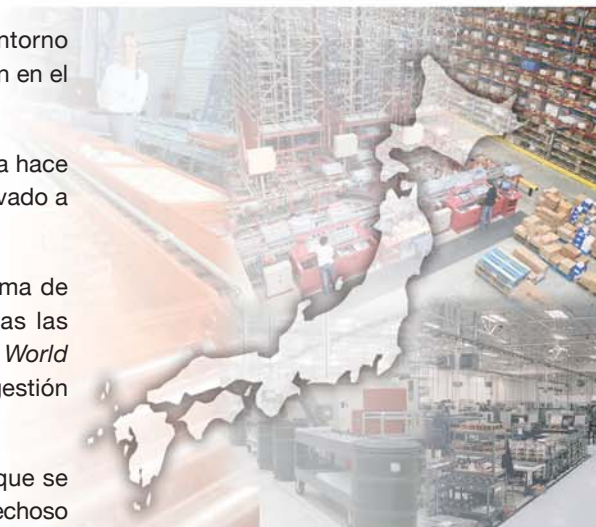 ntorno
n en el
a hace
vado a
ma de
as las
World
gestión
que se
echoso